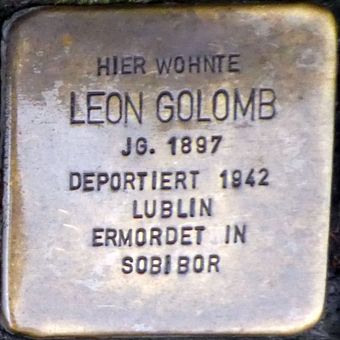 HIER WOHNTE
LEON GOLOMB
JG. 1897
DEPORTIERT 1942
LUBLIN
ERMORDET IN
SOBIBOR